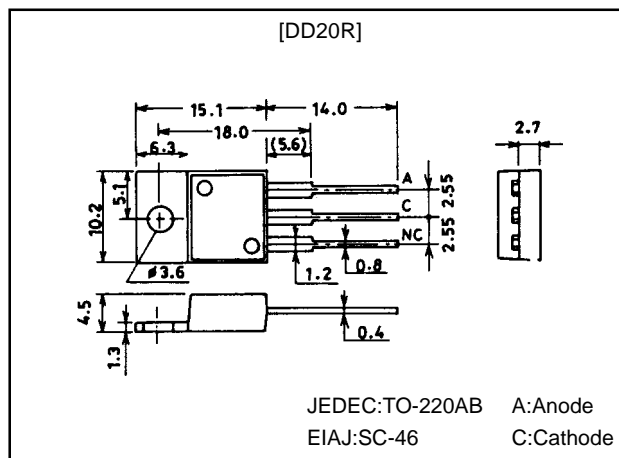 [DD20R]
15.1 14.0
18.0 2.7
6.3 (5.6)
A
5.1 2.55
C
10.2
NC 2.55
ø3.6 1.2 0.8
4.5
1.3 0.4
JEDEC:TO-220AB A:Anode
EIAJ:SC-46 C:Cathode